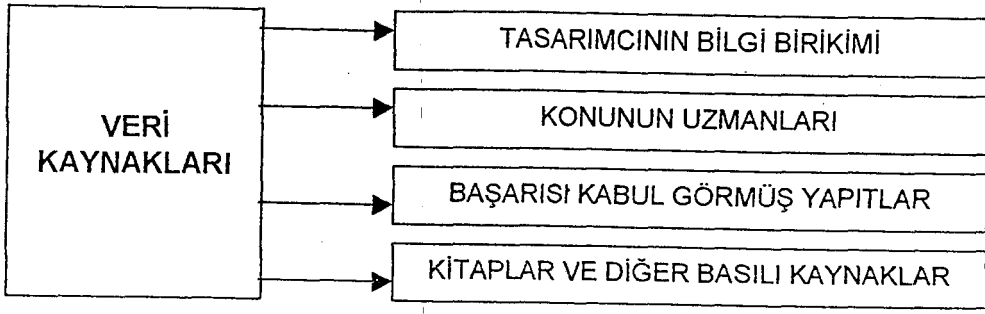 VERİ
KAYNAKLARI
TASARIMCININ BİLGİ BİRİKİMİ
KONUNUN UZMANLARI
BAŞARISI KABUL GÖRMÜŞ YAPITLAR
KİTAPLAR VE DİĞER BASILI KAYNAKLAR